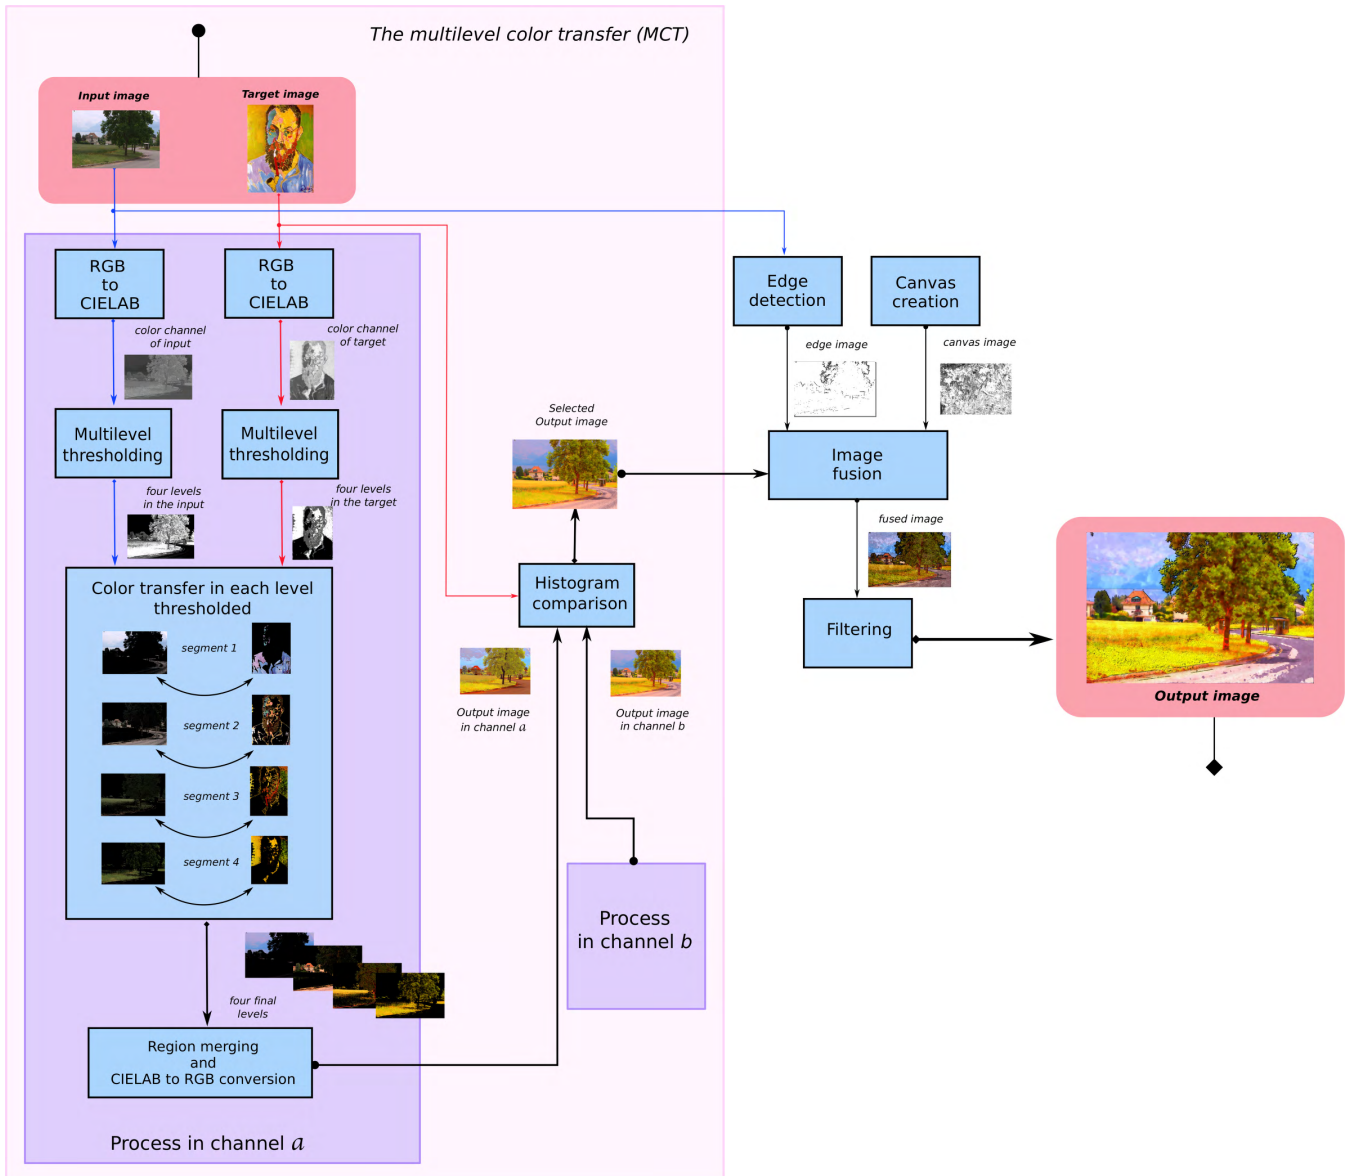 The multilevel color transfer (MCT)
Input image
Target image
RGB
to
CIELAB
RGB
to
CIELAB
color channel
of input
color channel
of target
Multilevel
thresholding
Multilevel
thresholding
four levels
in the input
four levels
in the target
Color transfer in each level
thresholded
segment 1
segment 2
segment 3
segment 4
four final
levels
Region merging
and
CIELAB to RGB conversion
Process in channel a
Selected
Output image
Histogram
comparison
Output image
in channel a
Output image
in channel b
Process
in channel b
Edge
detection
Canvas
creation
edge image
canvas image
Image
fusion
fused image
Filtering
Output image